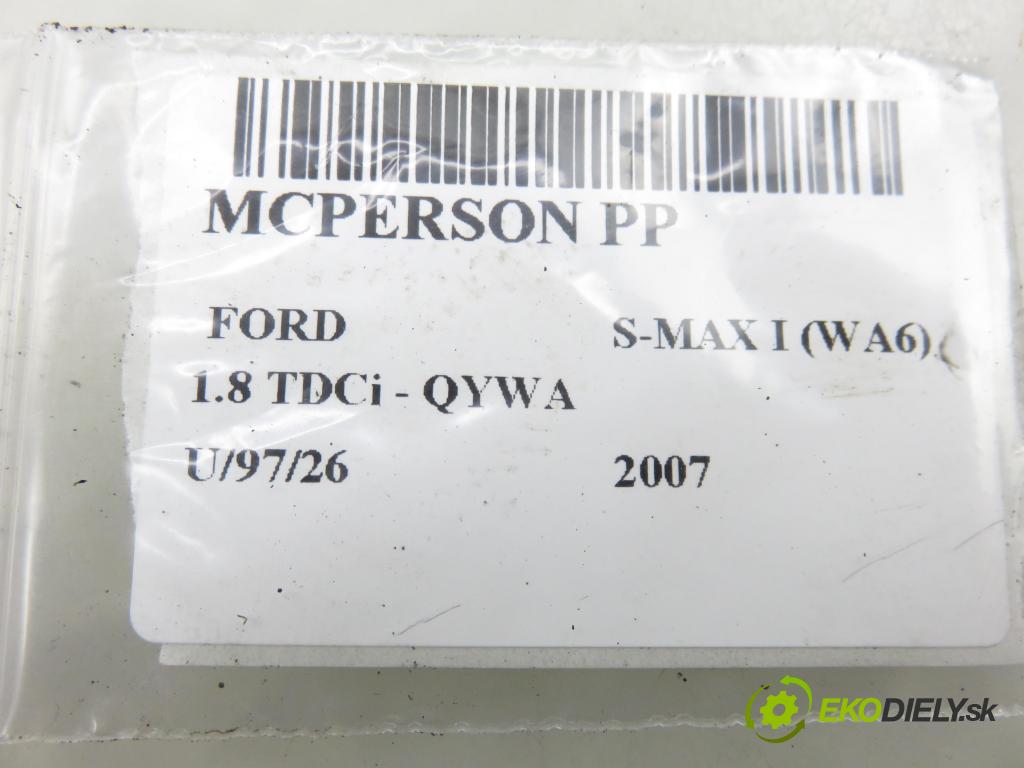 MCPERSON PP
FORD S-MAX I (WA6)
1.8 TDCi - QYWA
U/97/26 2007
EKODIELY.sk